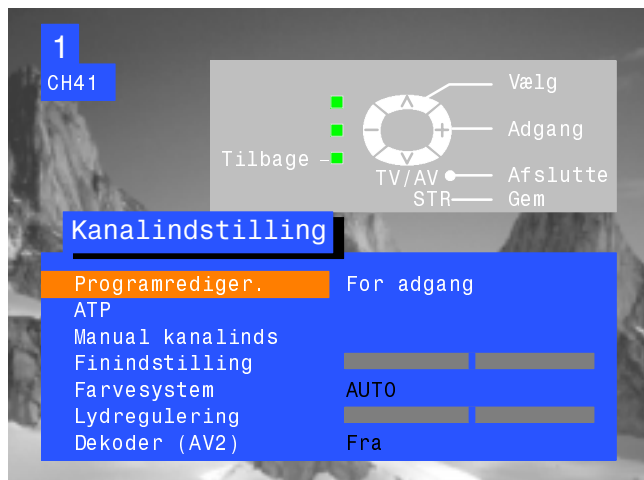 1
CH41
Vælg
Adgang
Tilbage
TV/AV Afslutte
STR Gem
Kanalindstilling
Programrediger. For adgang
ATP
Manual kanalinds
Finindstilling
Farvesystem AUTO
Lydregulering
Dekoder (AV2) Fra